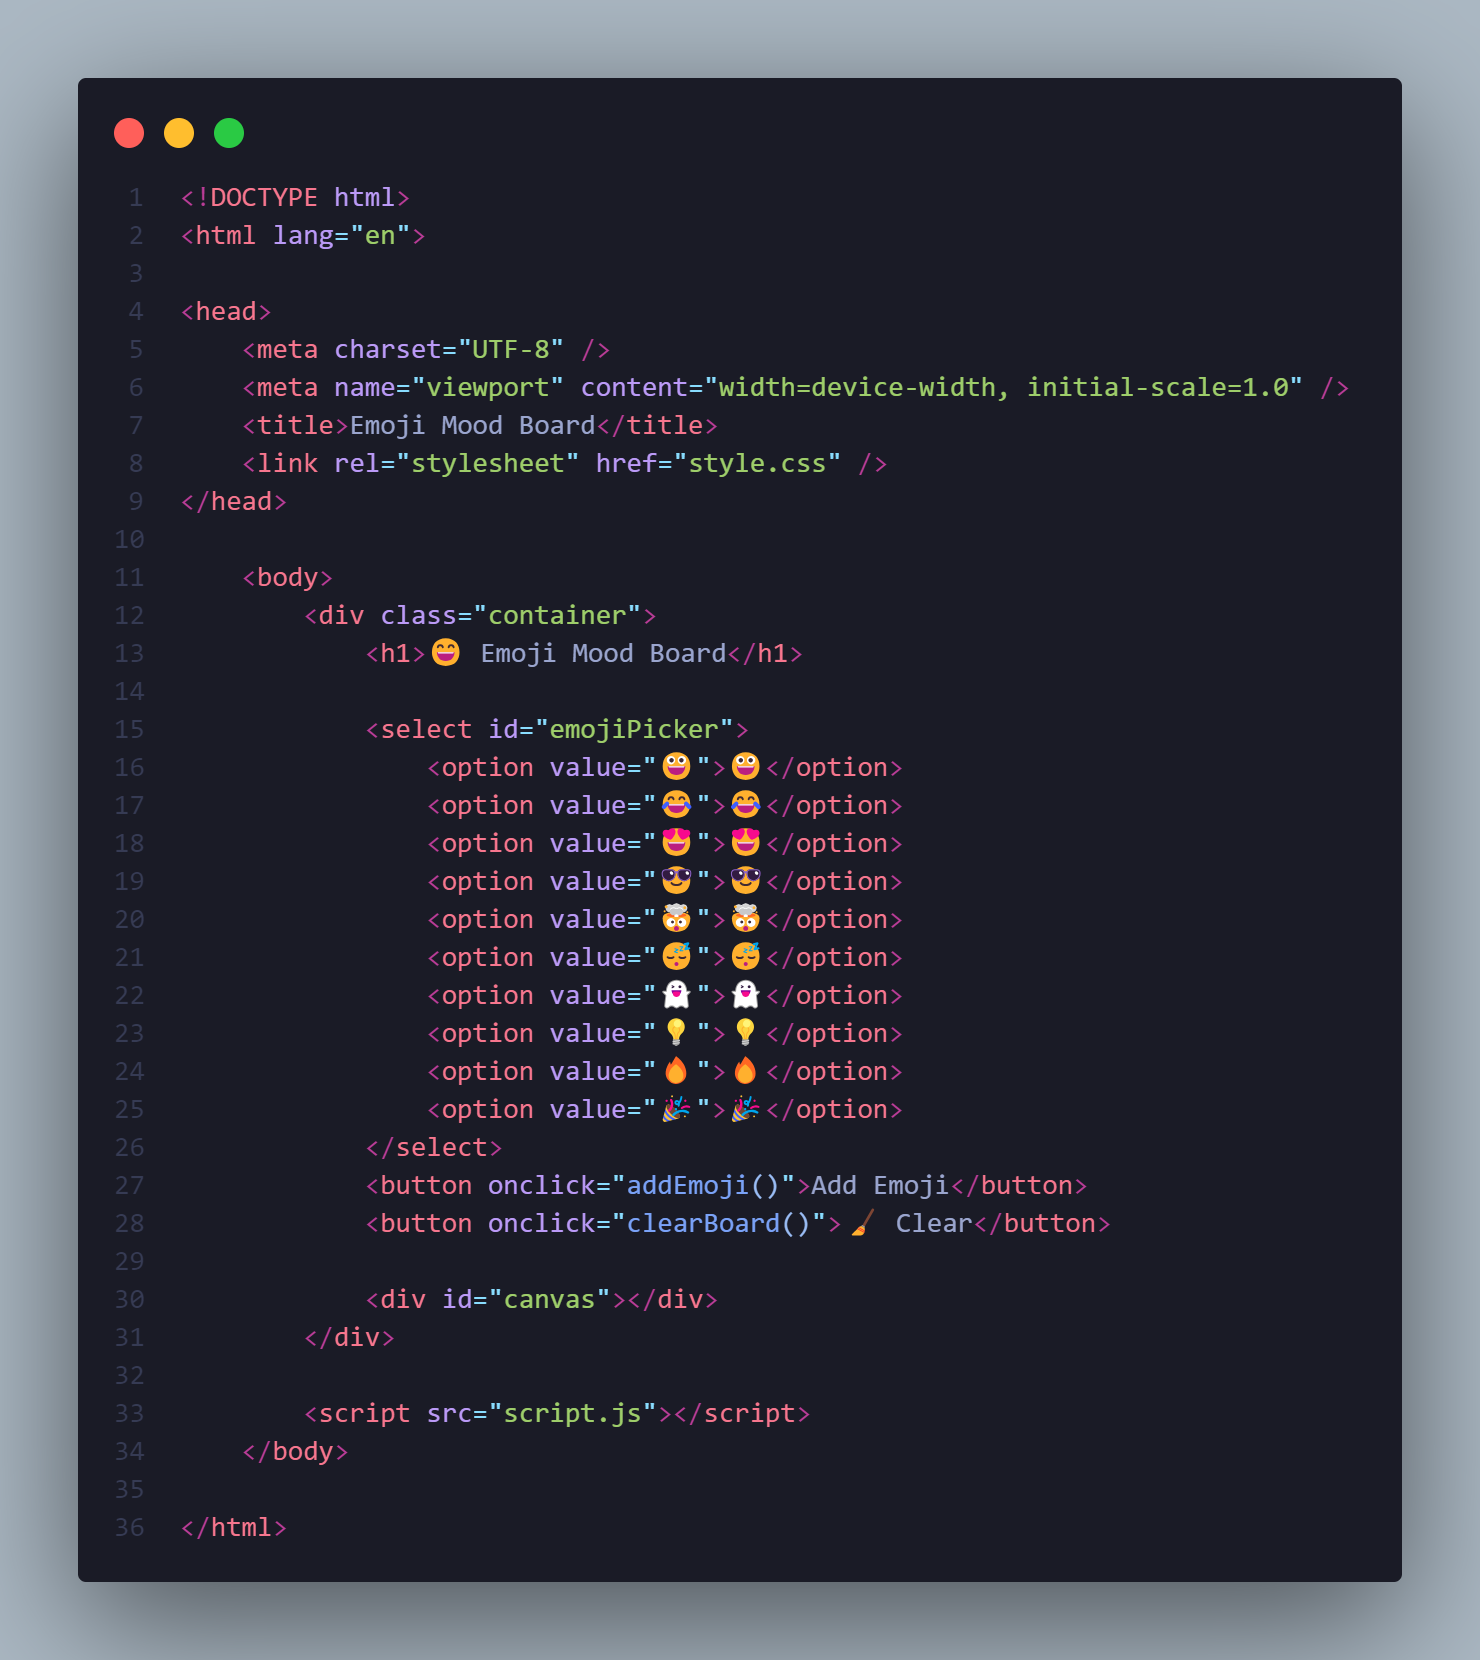 1 <!DOCTYPE html>
2 <html lang="en">
3
4 <head>
5     <meta charset="UTF-8" />
6     <meta name="viewport" content="width=device-width, initial-scale=1.0" />
7     <title>Emoji Mood Board</title>
8     <link rel="stylesheet" href="style.css" />
9 </head>
10
11     <body>
12         <div class="container">
13             <h1>😄 Emoji Mood Board</h1>
14
15             <select id="emojiPicker">
16                 <option value="😀">😀</option>
17                 <option value="😂">😂</option>
18                 <option value="😍">😍</option>
19                 <option value="😎">😎</option>
20                 <option value="🤯">🤯</option>
21                 <option value="😴">😴</option>
22                 <option value="👻">👻</option>
23                 <option value="💡">💡</option>
24                 <option value="🔥">🔥</option>
25                 <option value="🎉">🎉</option>
26             </select>
27             <button onclick="addEmoji()">Add Emoji</button>
28             <button onclick="clearBoard()">🧹 Clear</button>
29
30             <div id="canvas"></div>
31         </div>
32
33         <script src="script.js"></script>
34     </body>
35
36 </html>